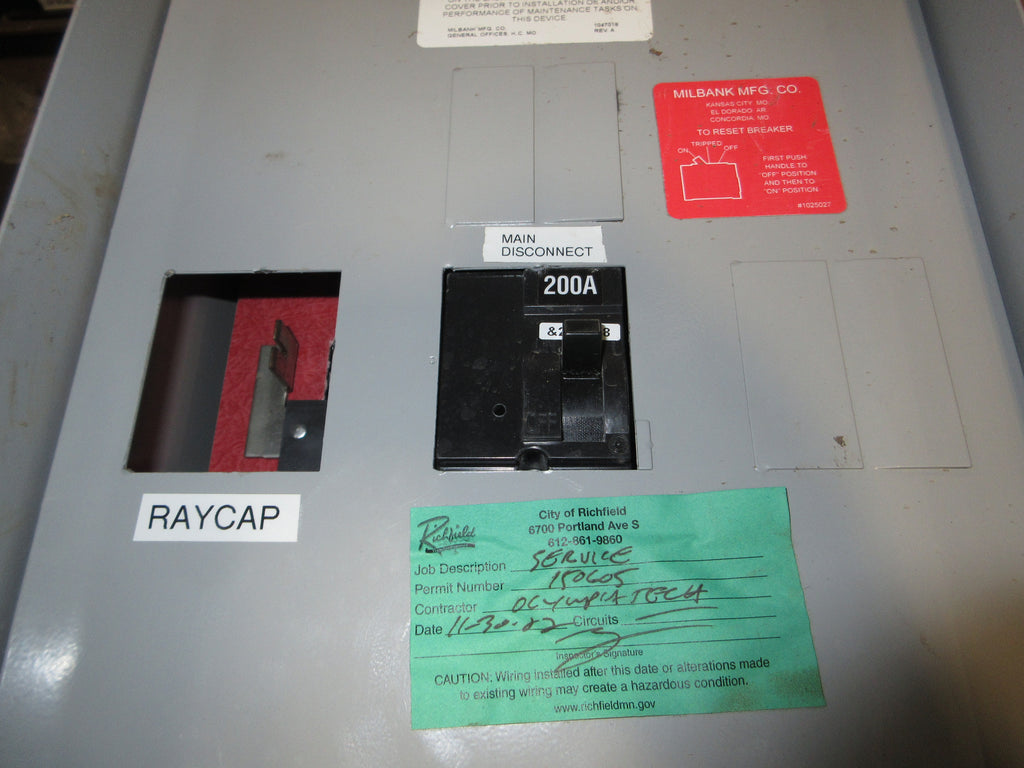 COVER PRIOR TO INSTALLATION OF AND/OR
PERFORMANCE OF MAINTENANCE TASKS ON
THIS DEVICE.
MILBANK MFG. CO.
GENERAL OFFICES, K.C. MO.
1047018
REV. A
MILBANK MFG. CO.
KANSAS CITY MO.
EL DORADO AR
CONCORDIA MO
TO RESET BREAKER
ON TRIPPED OFF
FIRST PUSH
HANDLE TO
"OFF" POSITION
AND THEN TO
"ON" POSITION
#1025027
MAIN
DISCONNECT
200A
RAYCAP
Richfield
City of Richfield
6700 Portland Ave S
612-861-9860
Job Description SERVICE
Permit Number 150605
Contractor OLYMPIA TECH
Date 11-30-22 Circuits
Inspector's Signature
CAUTION: Wiring installed after this date or alterations made
to existing wiring may create a hazardous condition.
www.richfieldmn.gov